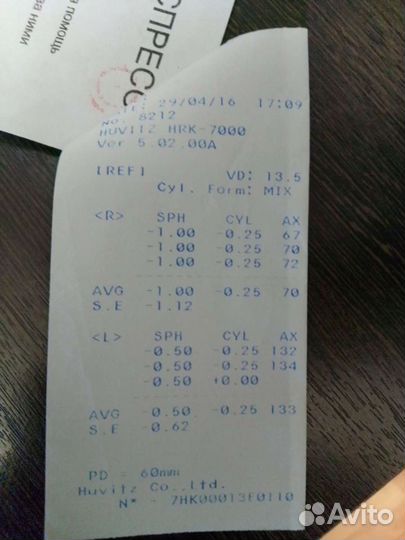 СПРЕСС
помощь
за ними
29/04/16 17:09
No: 8212
HUVITZ HRK-7000
Ver 5.02.00A
[REF] VD: 13.5
Cyl. Form: MIX
<R> SPH CYL AX
-1.00 -0.25 67
-1.00 -0.25 70
-1.00 -0.25 72
AVG -1.00 -0.25 70
S.E -1.12
<L> SPH CYL AX
-0.50 -0.25 132
-0.50 -0.25 134
-0.50 +0.00
AVG -0.50 -0.25 133
S.E -0.62
PD = 60mm
Huvitz Co.,Ltd.
N* - 7HK00013F0110
Avito